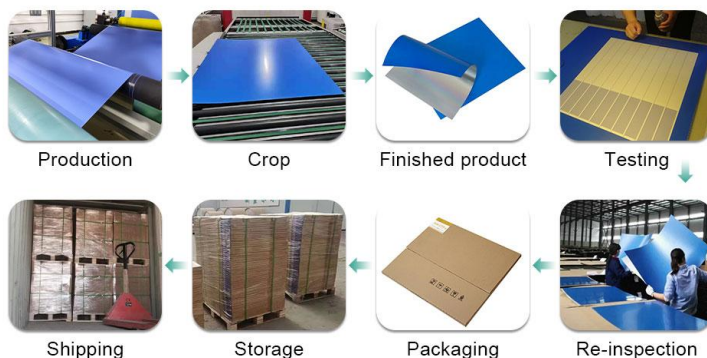 Production
Crop
Finished product
Testing
Shipping
Storage
Packaging
Re-inspection